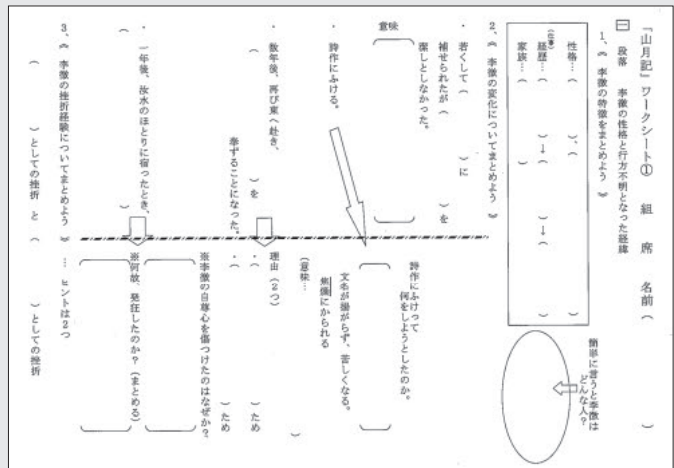 「山月記」ワークシート① 組 席 名前( )
一 段落 李徴の性格と行方不明となった経緯
1、《 李徴の特徴をまとめよう 》
性格…( )、( )
(仕事)
経歴…( )→( )→( )
家族…( )
簡単に言うと李徴は
どんな人?
2、《 李徴の変化についてまとめよう 》
・ 若くして( )に
補せられたが( )を
潔しとしなかった。
意味
・ 詩作にふける。
詩作にふけって
何をしようとしたのか。
文名が揚がらず、苦しくなる。
焦燥にかられる
(意味… )
・ 数年後、再び東へ赴き、
( )を
奉ずることになった。
理由(2つ)
・( )ため
・( )ため
※李徴の自尊心を傷つけたのはなぜか?
・ 一年後、汝水のほとりに宿ったとき、
( )
※何故、発狂したのか?(まとめる)
3、《 李徴の挫折経験についてまとめよう 》 … ヒントは2つ
( )としての挫折 と ( )としての挫折